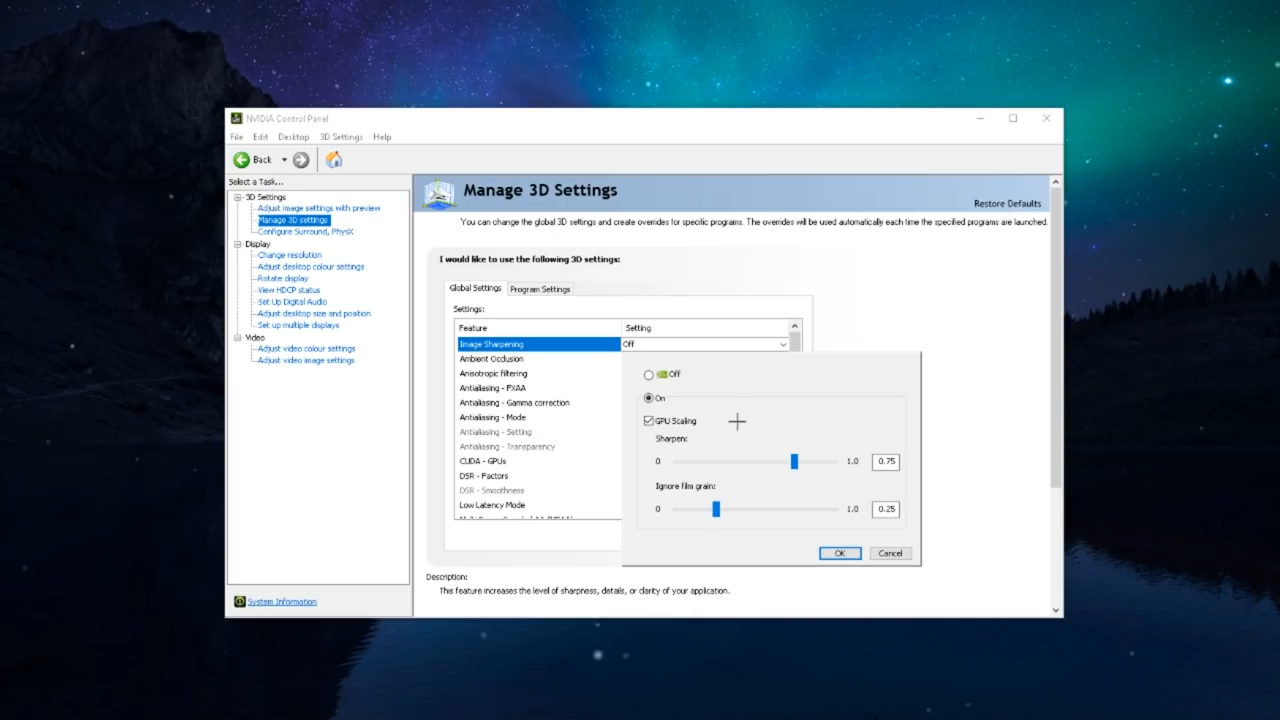 NVIDIA Control Panel
File Edit Desktop 3D Settings Help
Back
Select a Task...
3D Settings
Adjust image settings with preview
Manage 3D settings
Configure Surround, PhysX
Display
Change resolution
Adjust desktop colour settings
Rotate display
View HDCP status
Set Up Digital Audio
Adjust desktop size and position
Set up multiple displays
Video
Adjust video colour settings
Adjust video image settings
System Information
Manage 3D Settings
Restore Defaults
You can change the global 3D settings and create overrides for specific programs. The overrides will be used automatically each time the specified programs are launched.
I would like to use the following 3D settings:
Global Settings Program Settings
Settings:
Feature Setting
Image Sharpening Off
Ambient Occlusion
Anisotropic filtering
Antialiasing - FXAA
Antialiasing - Gamma correction
Antialiasing - Mode
Antialiasing - Setting
Antialiasing - Transparency
CUDA - GPUs
DSR - Factors
DSR - Smoothness
Low Latency Mode
Off
On
GPU Scaling
Sharpen:
0 1.0 0.75
Ignore film grain:
0 1.0 0.25
OK Cancel
Description:
This feature increases the level of sharpness, details, or clarity of your application.